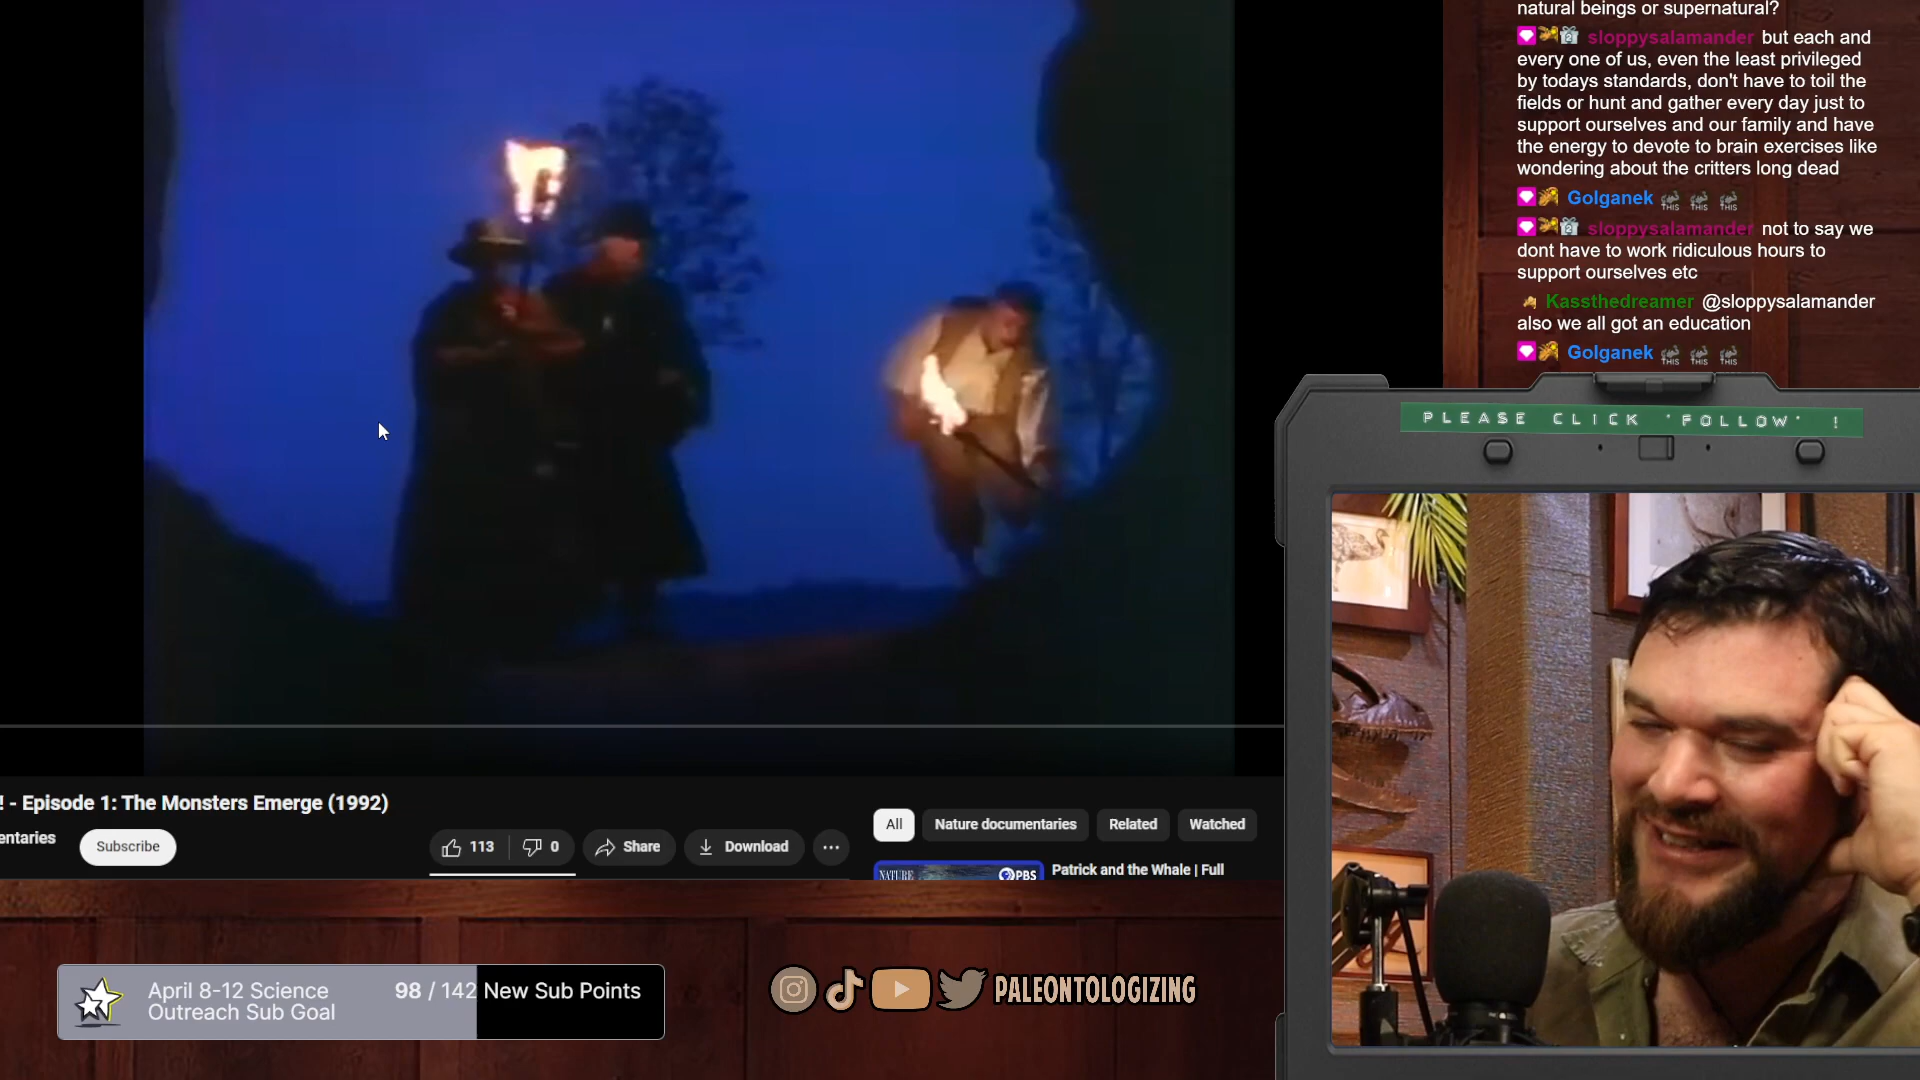 natural beings or supernatural?
sloppysalamander but each and
every one of us, even the least privileged
by todays standards, don't have to toil the
fields or hunt and gather every day just to
support ourselves and our family and have
the energy to devote to brain exercises like
wondering about the critters long dead
Golganek THIS THIS THIS
sloppysalamander not to say we
dont have to work ridiculous hours to
support ourselves etc
Kassthedreamer @sloppysalamander
also we all got an education
Golganek THIS THIS THIS
PLEASE CLICK "FOLLOW" !
! - Episode 1: The Monsters Emerge (1992)
entaries
Subscribe
113
0
Share
Download
All
Nature documentaries
Related
Watched
NATURE
PBS
Patrick and the Whale | Full
April 8-12 Science
Outreach Sub Goal
98 / 142 New Sub Points
PALEONTOLOGIZING